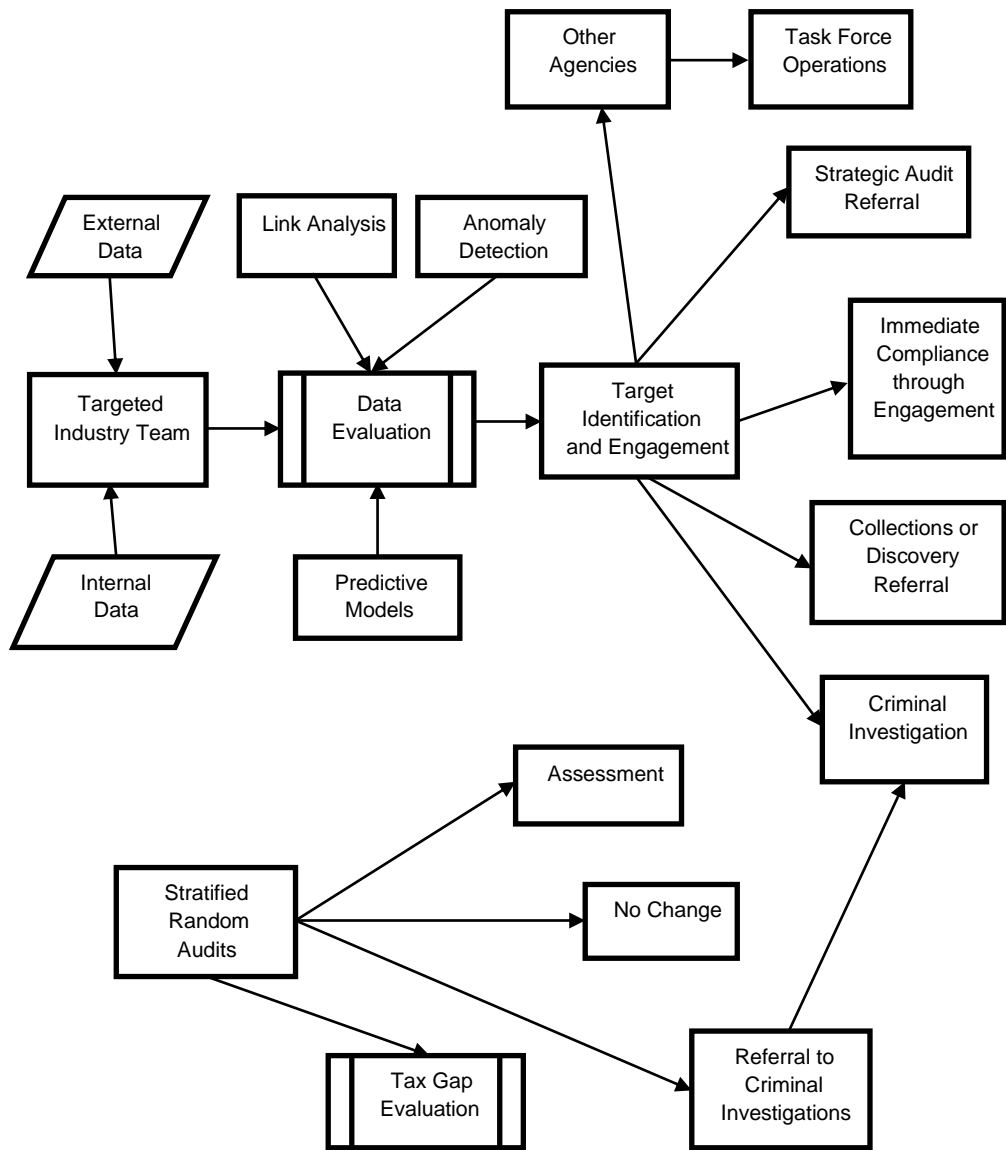 Other
Agencies
Task Force
Operations
Strategic Audit
Referral
External
Data
Link Analysis
Anomaly
Detection
Immediate
Compliance
through
Engagement
Targeted
Industry Team
Data
Evaluation
Target
Identification
and Engagement
Collections or
Discovery
Referral
Internal
Data
Predictive
Models
Criminal
Investigation
Assessment
Stratified
Random
Audits
No Change
Tax Gap
Evaluation
Referral to
Criminal
Investigations